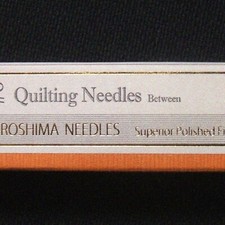 Quilting Needles Between
ROSHIMA NEEDLES Superior Polished F